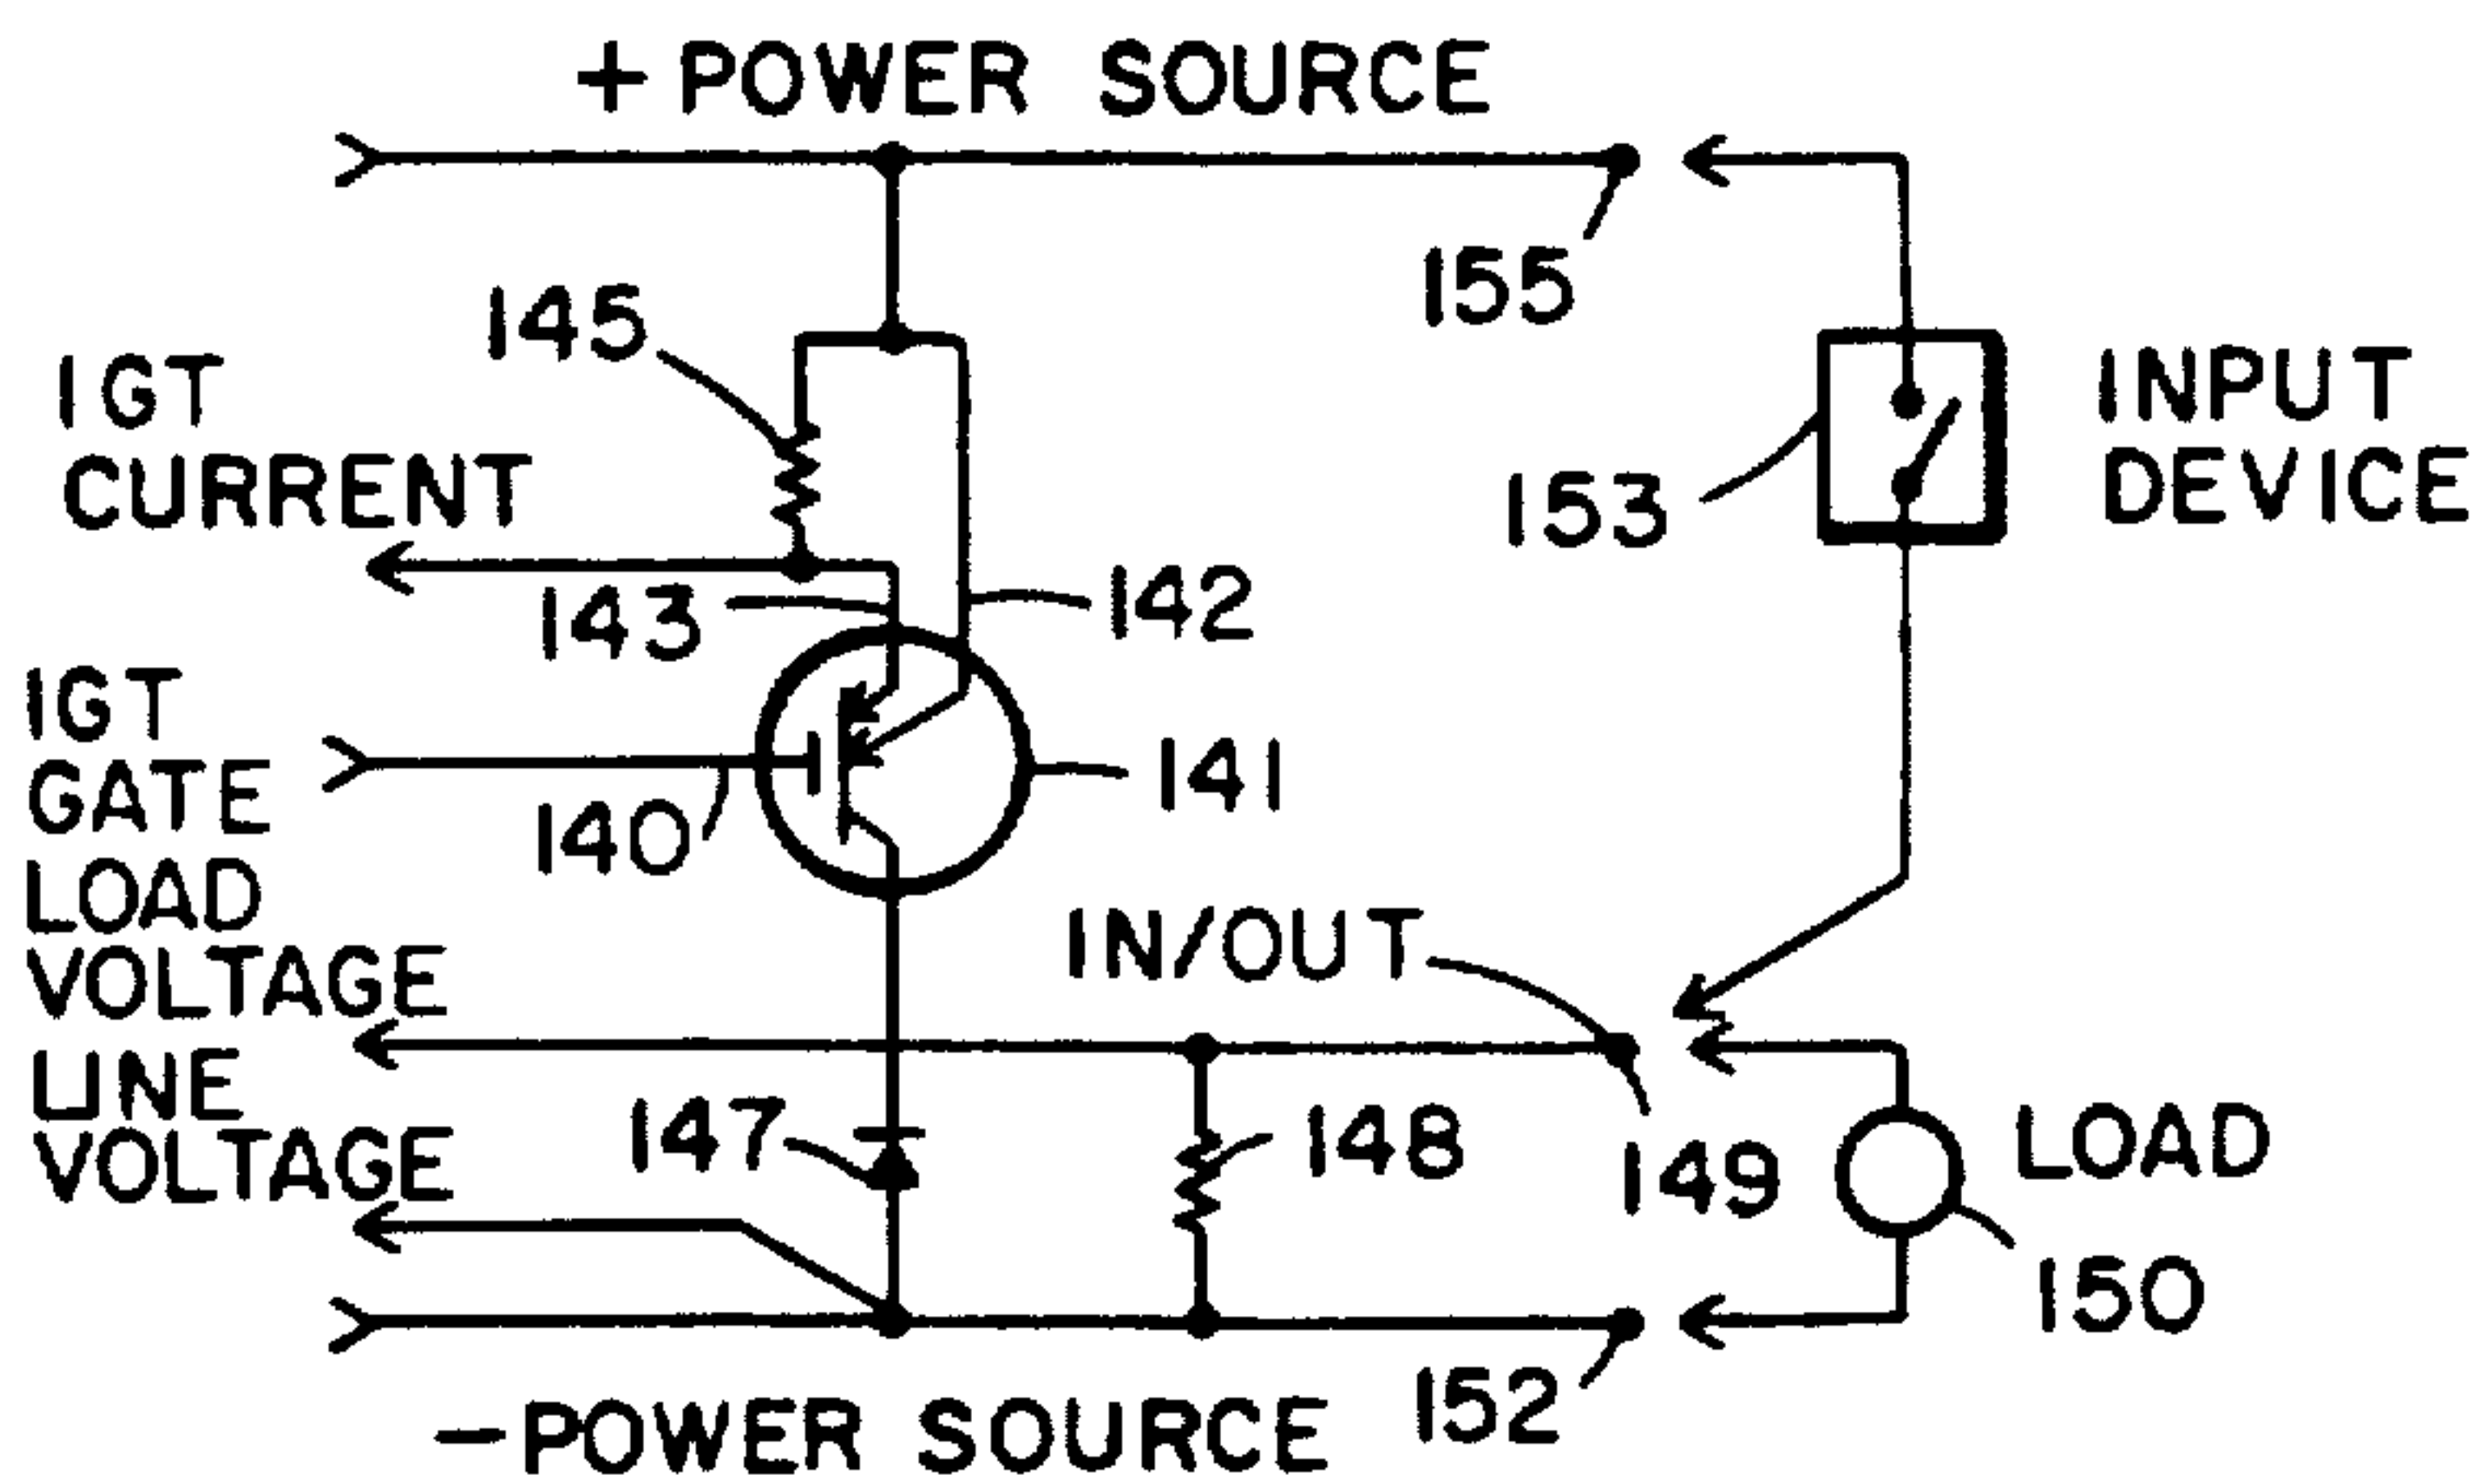 + POWER SOURCE
155
145
IGT
CURRENT
INPUT
DEVICE
153
143
142
IGT
GATE
141
140
LOAD
VOLTAGE
IN/OUT
LINE
VOLTAGE
147
148
149
LOAD
150
152
- POWER SOURCE